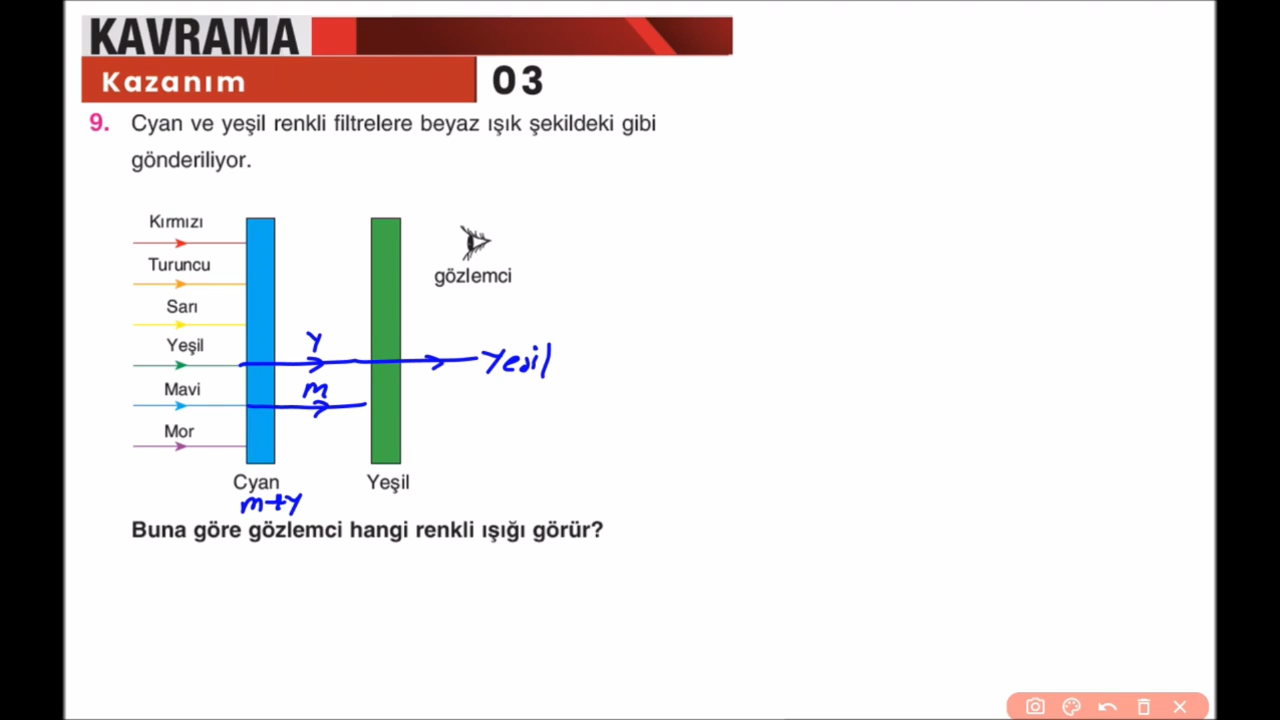 KAVRAMA
Kazanım 03
9. Cyan ve yeşil renkli filtrelere beyaz ışık şekildeki gibi
gönderiliyor.
Kırmızı
Turuncu
Sarı
Yeşil
Mavi
Mor
Y
m
gözlemci
Yeşil
Cyan
m+Y
Yeşil
Buna göre gözlemci hangi renkli ışığı görür?